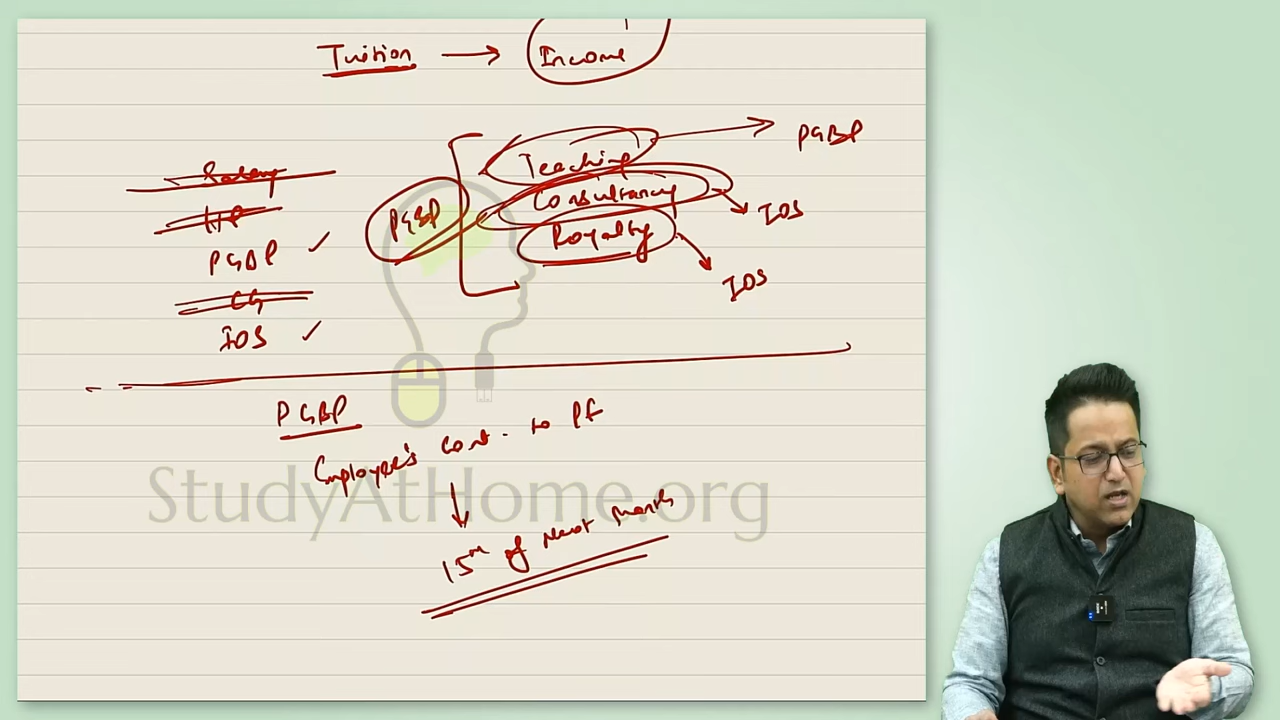 Tuition → Income
Salary
HP
PGBP ✓
CG
IOS ✓
PGBP
Teaching → PGBP
Consultancy → IOS
Royalty → IOS
PGBP
Employee's Cont. to PF
15th of next month
StudyAtHome.org